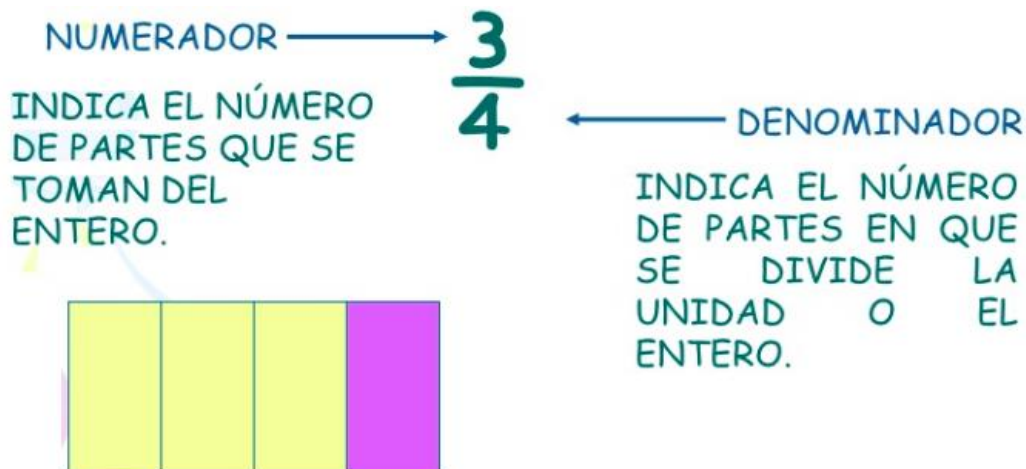 NUMERADOR
3
4
INDICA EL NÚMERO
DE PARTES QUE SE
TOMAN DEL
ENTERO.
DENOMINADOR
INDICA EL NÚMERO
DE PARTES EN QUE
SE DIVIDE LA
UNIDAD O EL
ENTERO.